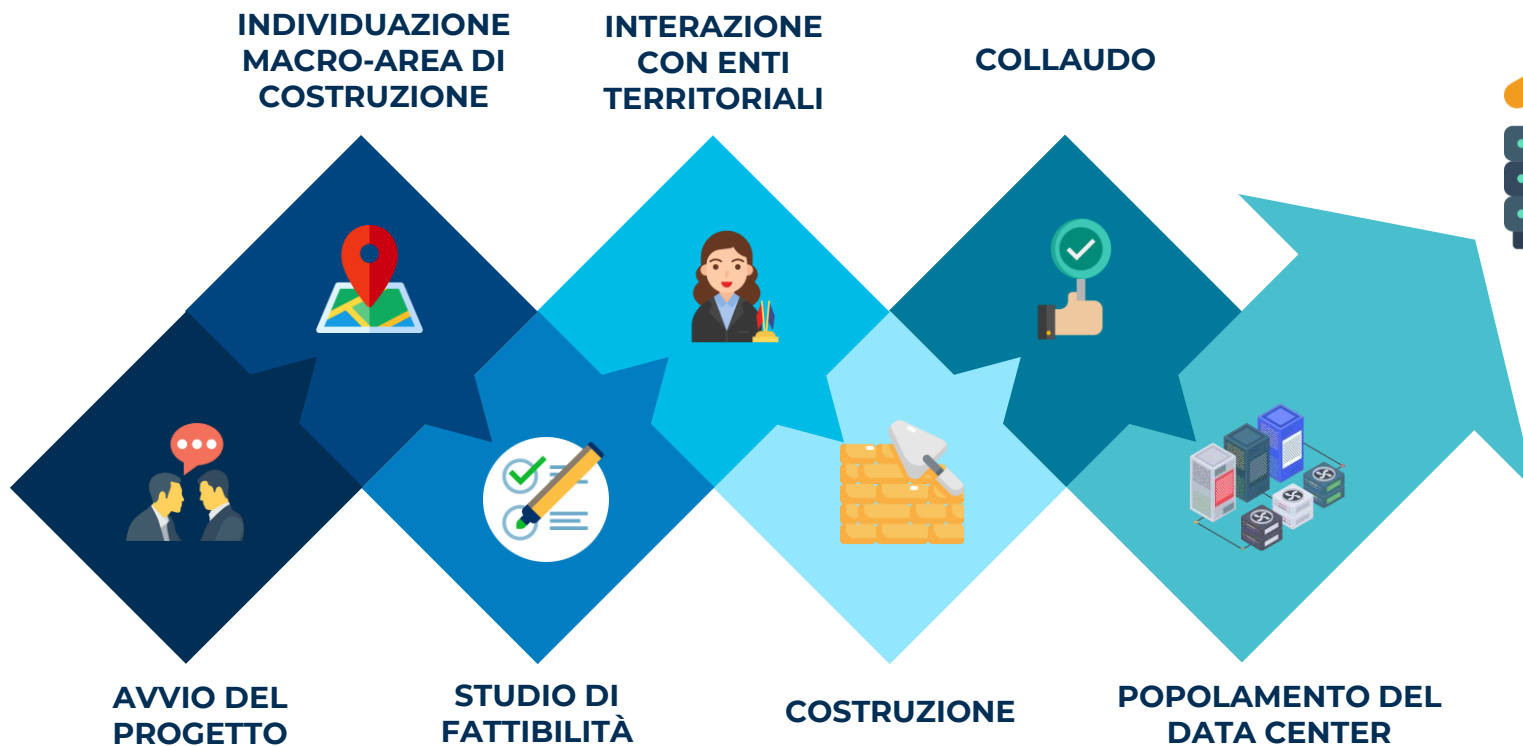 INDIVIDUAZIONE
MACRO-AREA DI
COSTRUZIONE
INTERAZIONE
CON ENTI
TERRITORIALI
COLLAUDO
AVVIO DEL
PROGETTO
STUDIO DI
FATTIBILITÀ
COSTRUZIONE
POPOLAMENTO DEL
DATA CENTER